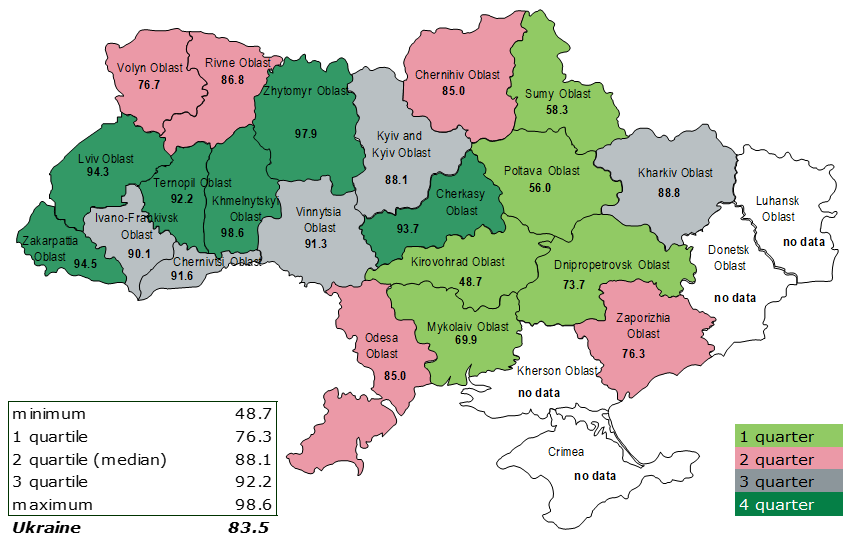 Volyn Oblast
76.7
Rivne Oblast
86.8
Zhytomyr Oblast
97.9
Chernihiv Oblast
85.0
Sumy Oblast
58.3
Kyiv and
Kyiv Oblast
88.1
Lviv Oblast
94.3
Ternopil Oblast
92.2
Khmelnytskyi
Oblast
98.6
Poltava Oblast
56.0
Kharkiv Oblast
88.8
Luhansk
Oblast
no data
Cherkasy
Oblast
93.7
Vinnytsia
Oblast
91.3
Ivano-Frankivsk
Oblast
90.1
Zakarpattia
Oblast
94.5
Chernivtsi Oblast
91.6
Kirovohrad Oblast
48.7
Dnipropetrovsk Oblast
73.7
Donetsk
Oblast
no data
Zaporizhia
Oblast
76.3
Mykolaiv Oblast
69.9
Odesa
Oblast
85.0
Kherson Oblast
no data
Crimea
no data
minimum 48.7
1 quartile 76.3
2 quartile (median) 88.1
3 quartile 92.2
maximum 98.6
Ukraine 83.5
1 quarter
2 quarter
3 quarter
4 quarter